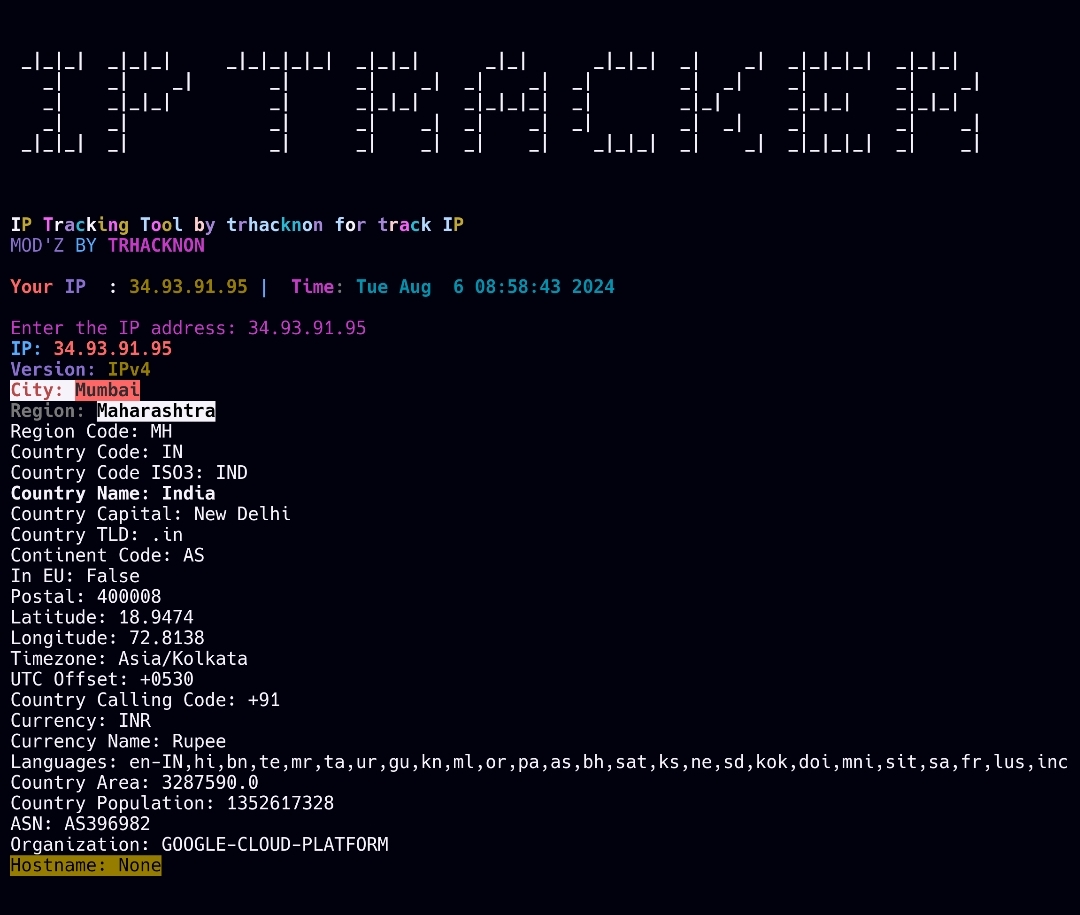 IP TRACKER
IP Tracking Tool by trhacknon for track IP
MOD'Z BY TRHACKNON
Your IP  : 34.93.91.95 |  Time: Tue Aug  6 08:58:43 2024
Enter the IP address: 34.93.91.95
IP: 34.93.91.95
Version: IPv4
City: Mumbai
Region: Maharashtra
Region Code: MH
Country Code: IN
Country Code ISO3: IND
Country Name: India
Country Capital: New Delhi
Country TLD: .in
Continent Code: AS
In EU: False
Postal: 400008
Latitude: 18.9474
Longitude: 72.8138
Timezone: Asia/Kolkata
UTC Offset: +0530
Country Calling Code: +91
Currency: INR
Currency Name: Rupee
Languages: en-IN,hi,bn,te,mr,ta,ur,gu,kn,ml,or,pa,as,bh,sat,ks,ne,sd,kok,doi,mni,sit,sa,fr,lus,inc
Country Area: 3287590.0
Country Population: 1352617328
ASN: AS396982
Organization: GOOGLE-CLOUD-PLATFORM
Hostname: None